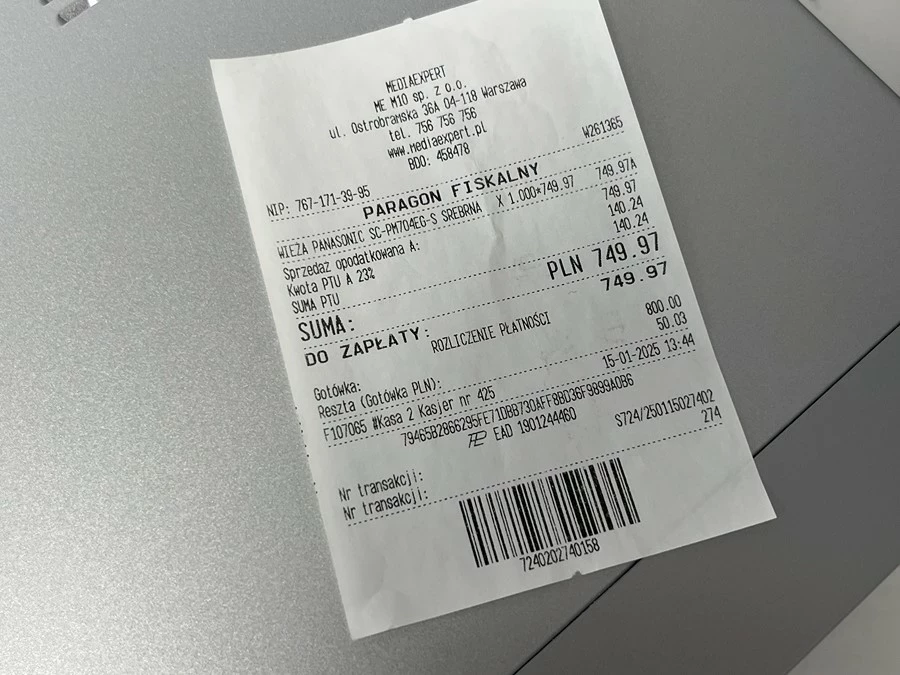 MEDIAEXPERT
ME M10 sp. z o.o.
ul. Ostrobramska 36A 04-118 Warszawa
tel. 756 756 756
www.mediaexpert.pl
BDO: 458478
NIP: 767-171-39-95 W261365
PARAGON FISKALNY
WIEŻA PANASONIC SC-PM704EG-S SREBRNA X 1.000*749.97 749.97A
Sprzedaż opodatkowana A: 749.97
Kwota PTU A 23% 140.24
SUMA PTU 140.24
SUMA: PLN 749.97
DO ZAPŁATY: 749.97
ROZLICZENIE PŁATNOŚCI
Gotówka: 800.00
Reszta (Gotówka PLN): 50.03
F107065 #Kasa 2 Kasjer nr 425 15-01-2025 13:44
79465B2866295FE71DBB730AFF8BD36F9899A0B6
EAD 1901244460
Nr transakcji: S724/250115027402
Nr transakcji: 274
7240202740158